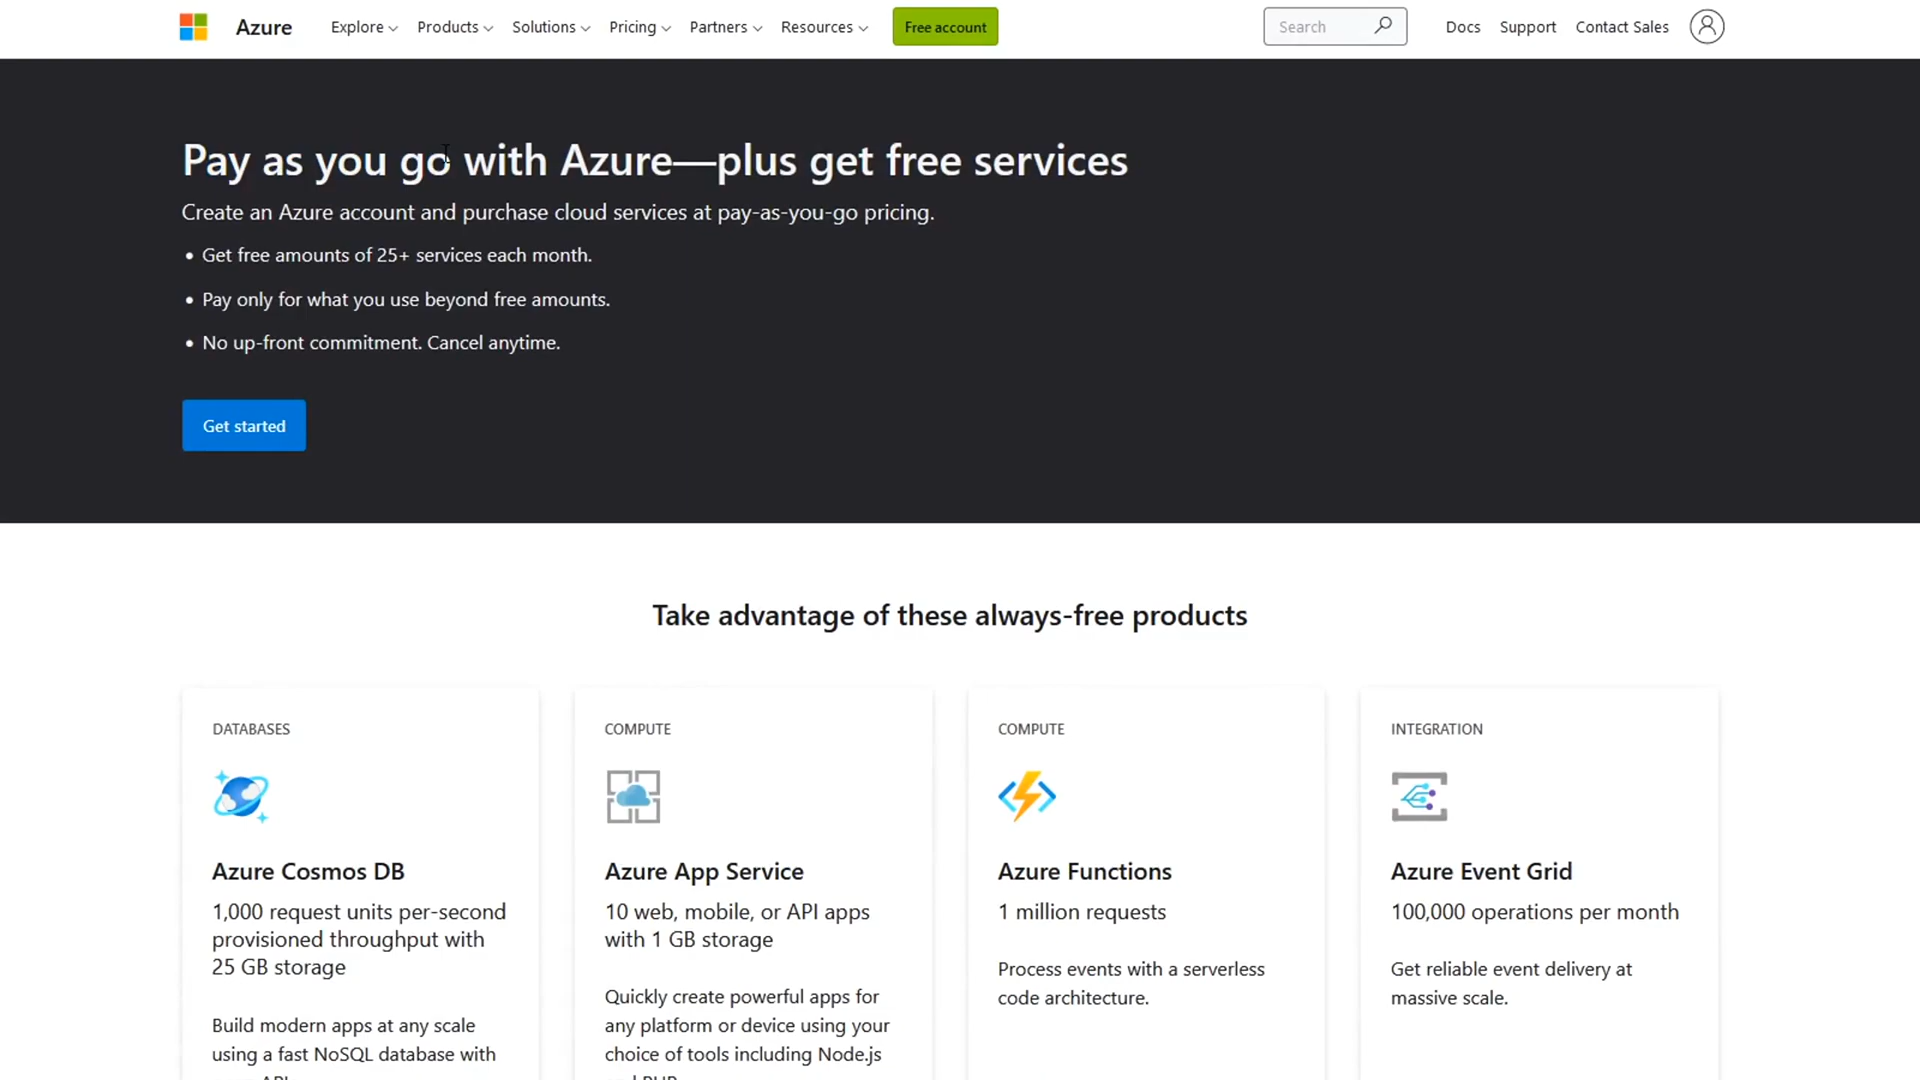 Azure Explore Products Solutions Pricing Partners Resources Free account Search Docs Support Contact Sales
Pay as you go with Azure—plus get free services
Create an Azure account and purchase cloud services at pay-as-you-go pricing.
• Get free amounts of 25+ services each month.
• Pay only for what you use beyond free amounts.
• No up-front commitment. Cancel anytime.
Get started
Take advantage of these always-free products
DATABASES
Azure Cosmos DB
1,000 request units per-second
provisioned throughput with
25 GB storage
Build modern apps at any scale
using a fast NoSQL database with
COMPUTE
Azure App Service
10 web, mobile, or API apps
with 1 GB storage
Quickly create powerful apps for
any platform or device using your
choice of tools including Node.js
COMPUTE
Azure Functions
1 million requests
Process events with a serverless
code architecture.
INTEGRATION
Azure Event Grid
100,000 operations per month
Get reliable event delivery at
massive scale.